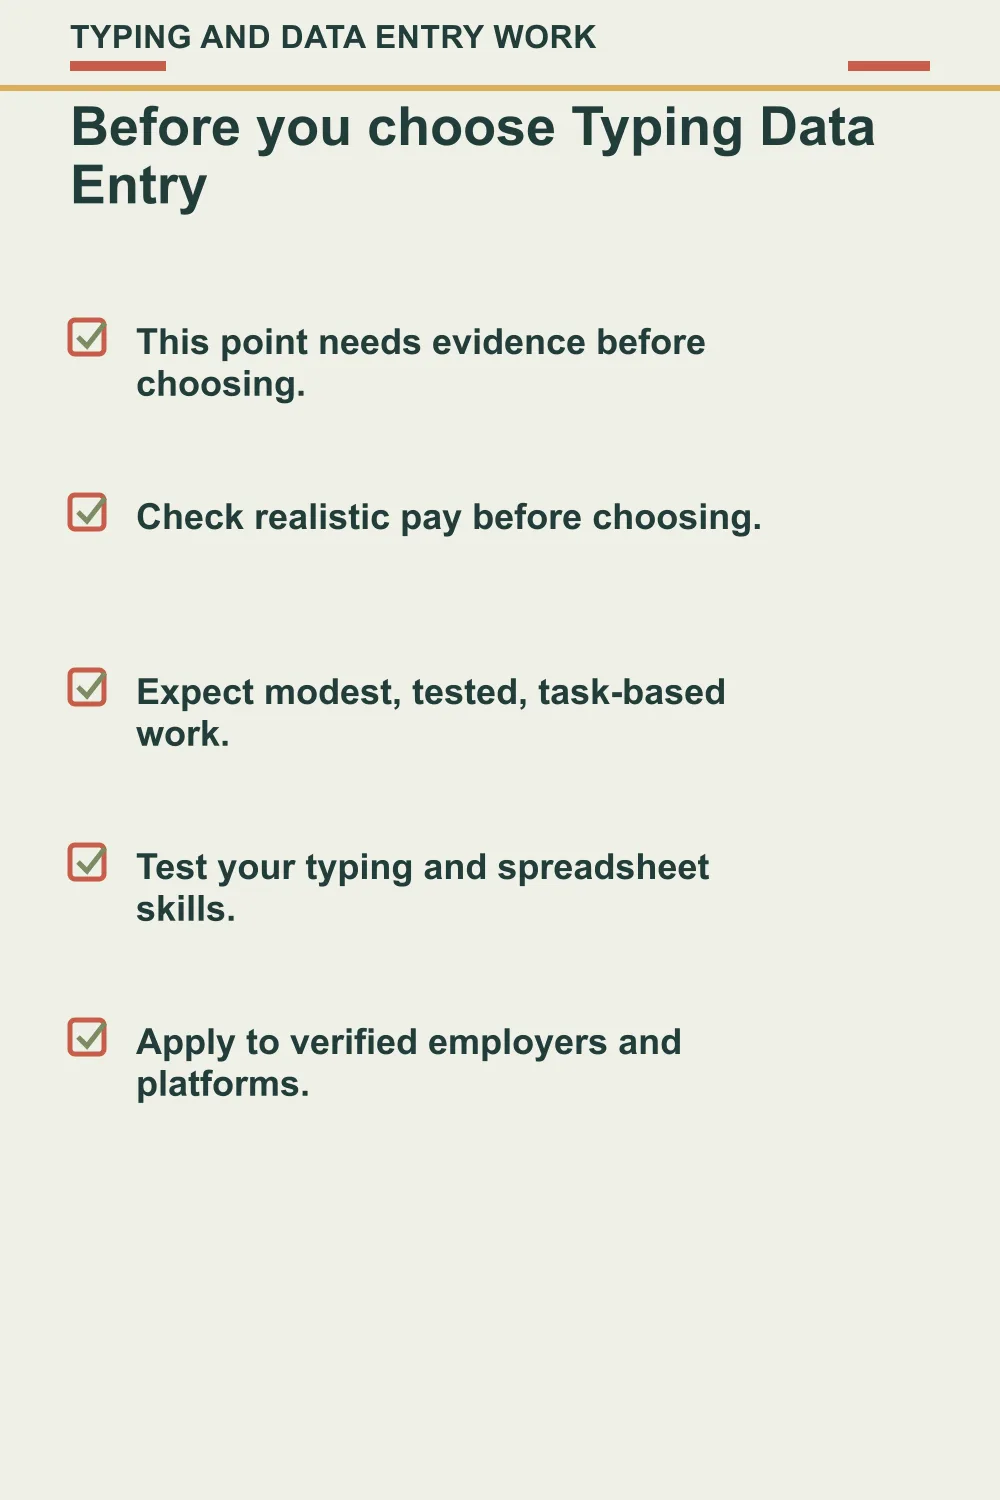 TYPING AND DATA ENTRY WORK
Before you choose Typing Data
Entry
This point needs evidence before
choosing.
Check realistic pay before choosing.
Expect modest, tested, task-based
work.
Test your typing and spreadsheet
skills.
Apply to verified employers and
platforms.